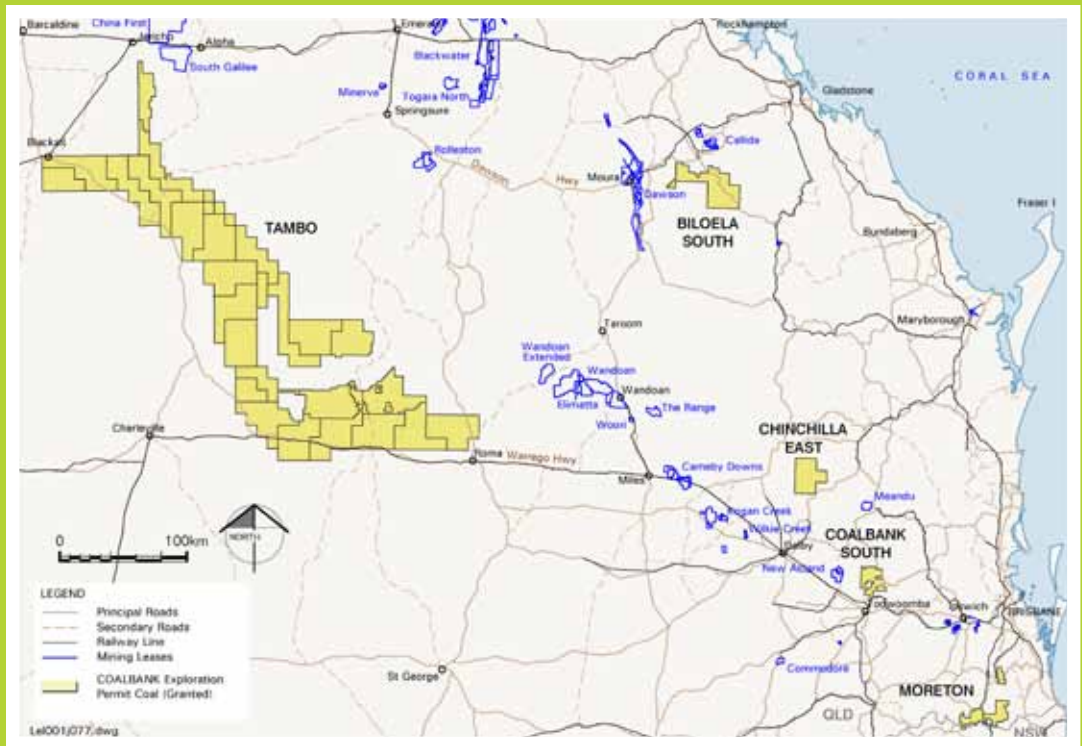 China First
Barcaldine
Jericho
Alpha
South Galilee
Emerald
Blackwater
Togara North
Minerva
Springsure
Rolleston
Dawson Hwy
Blackall
TAMBO
Rockhampton
CORAL SEA
Gladstone
Callide
Moura
Dawson
BILOELA
SOUTH
Fraser I
Bundaberg
Maryborough
Taroom
Wandoan
Extended
Wandoan
Wandoan
Elimatta
The Range
Woori
Charleville
Roma
Warrego Hwy
Miles
Cameby Downs
CHINCHILLA
EAST
Kogan Creek
Wilkie Creek
Dalby
Meandu
COALBANK
SOUTH
New Acland
Toowoomba
Ipswich
BRISBANE
Commodore
St George
MORETON
QLD
NSW
0 100km
NORTH
LEGEND
Principal Roads
Secondary Roads
Railway Line
Mining Leases
COALBANK Exploration
Permit Coal (Granted)
Lel001j077.dwg